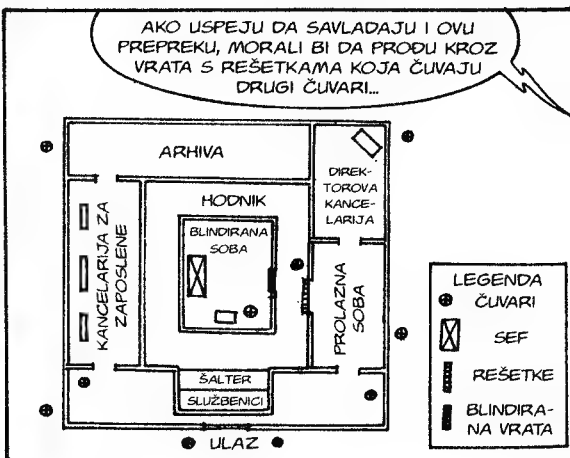 AKO USPEJU DA SAVLADAJU I OVU
PREPREKU, MORALI BI DA PROĐU KROZ
VRATA S REŠETKAMA KOJA ČUVAJU
DRUGI ČUVARI...
ARHIVA
DIREK-
TOROVA
KANCE-
LARIJA
HODNIK
BLINDIRANA
SOBA
KANCELARIJA ZA
ZAPOSLENE
PROLAZNA
SOBA
ŠALTER
SLUŽBENICI
ULAZ
LEGENDA
ČUVARI
SEF
REŠETKE
BLINDIRA-
NA VRATA